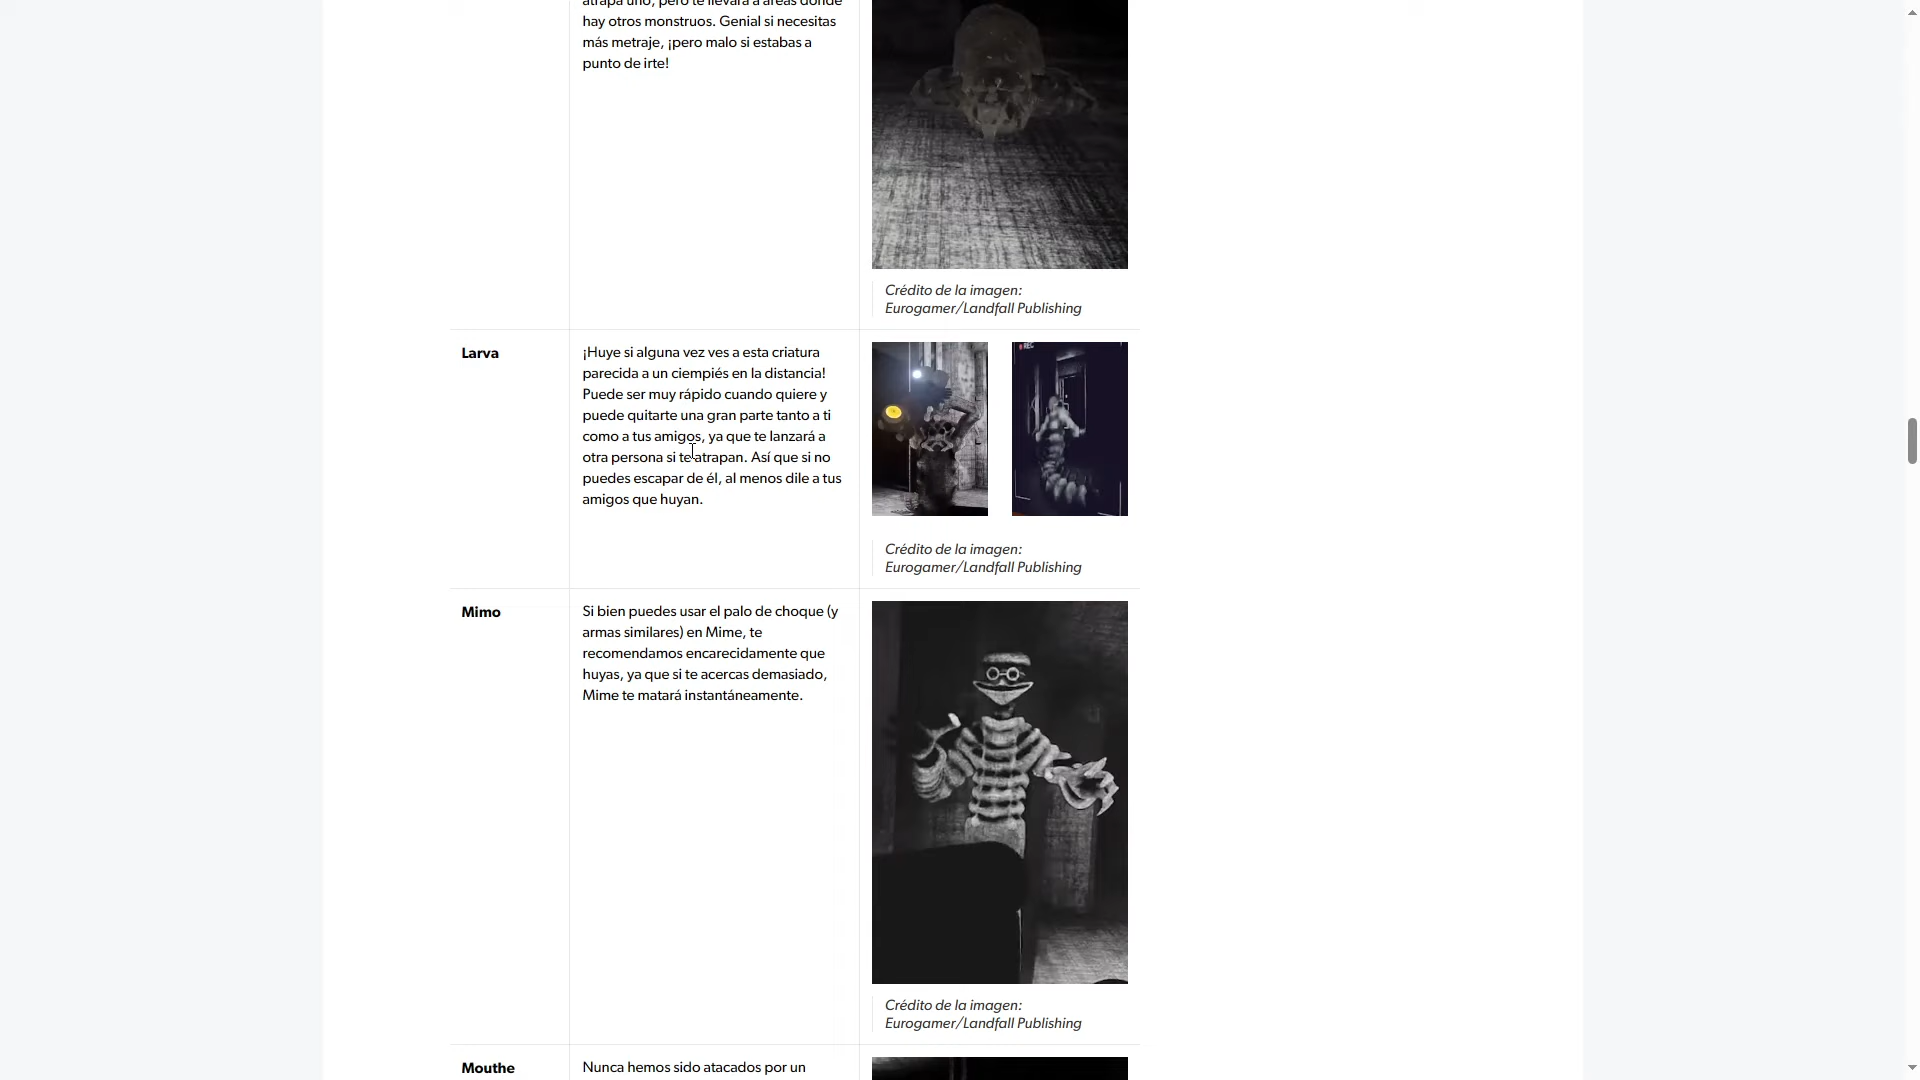 atrapa uno, pero te llevará a áreas donde
hay otros monstruos. Genial si necesitas
más metraje, ¡pero malo si estabas a
punto de irte!
Crédito de la imagen:
Eurogamer/Landfall Publishing
Larva
¡Huye si alguna vez ves a esta criatura
parecida a un ciempiés en la distancia!
Puede ser muy rápido cuando quiere y
puede quitarte una gran parte tanto a ti
como a tus amigos, ya que te lanzará a
otra persona si te atrapan. Así que si no
puedes escapar de él, al menos dile a tus
amigos que huyan.
REC
Crédito de la imagen:
Eurogamer/Landfall Publishing
Mimo
Si bien puedes usar el palo de choque (y
armas similares) en Mime, te
recomendamos encarecidamente que
huyas, ya que si te acercas demasiado,
Mime te matará instantáneamente.
Crédito de la imagen:
Eurogamer/Landfall Publishing
Mouthe
Nunca hemos sido atacados por un